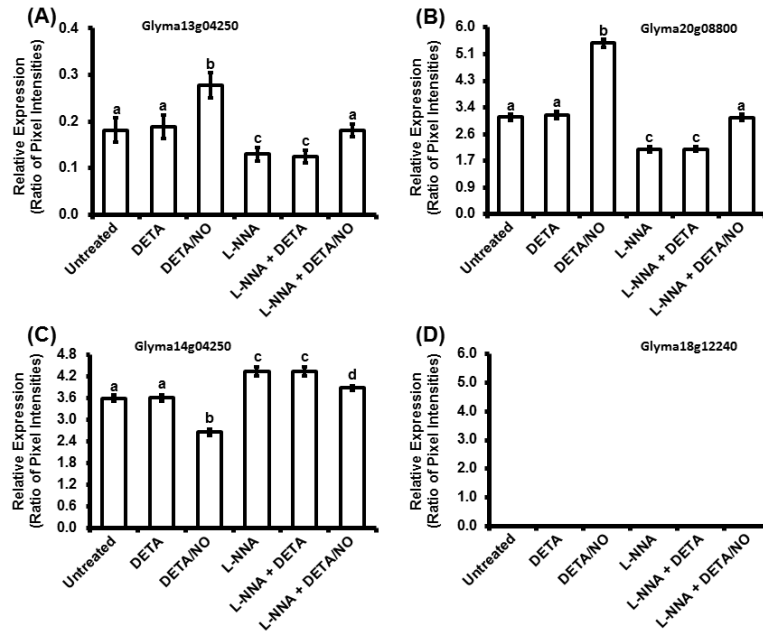 (A)
Glyma13g04250
Relative Expression
(Ratio of Pixel Intensities)
0.4
0.3
0.2
0.1
0.0
a
a
b
c
c
a
Untreated
DETA
DETA/NO
L-NNA
L-NNA + DETA
L-NNA + DETA/NO
(B)
Glyma20g08800
Relative Expression
(Ratio of Pixel Intensities)
6.0
5.1
4.3
3.4
2.6
1.7
0.9
0.0
a
a
b
c
c
a
Untreated
DETA
DETA/NO
L-NNA
L-NNA + DETA
L-NNA + DETA/NO
(C)
Glyma14g04250
Relative Expression
(Ratio of Pixel Intensities)
4.8
4.2
3.6
3.0
2.4
1.8
1.2
0.6
0.0
a
a
b
c
c
d
Untreated
DETA
DETA/NO
L-NNA
L-NNA + DETA
L-NNA + DETA/NO
(D)
Glyma18g12240
Relative Expression
(Ratio of Pixel Intensities)
6.0
5.0
4.0
3.0
2.0
1.0
0.0
Untreated
DETA
DETA/NO
L-NNA
L-NNA + DETA
L-NNA + DETA/NO